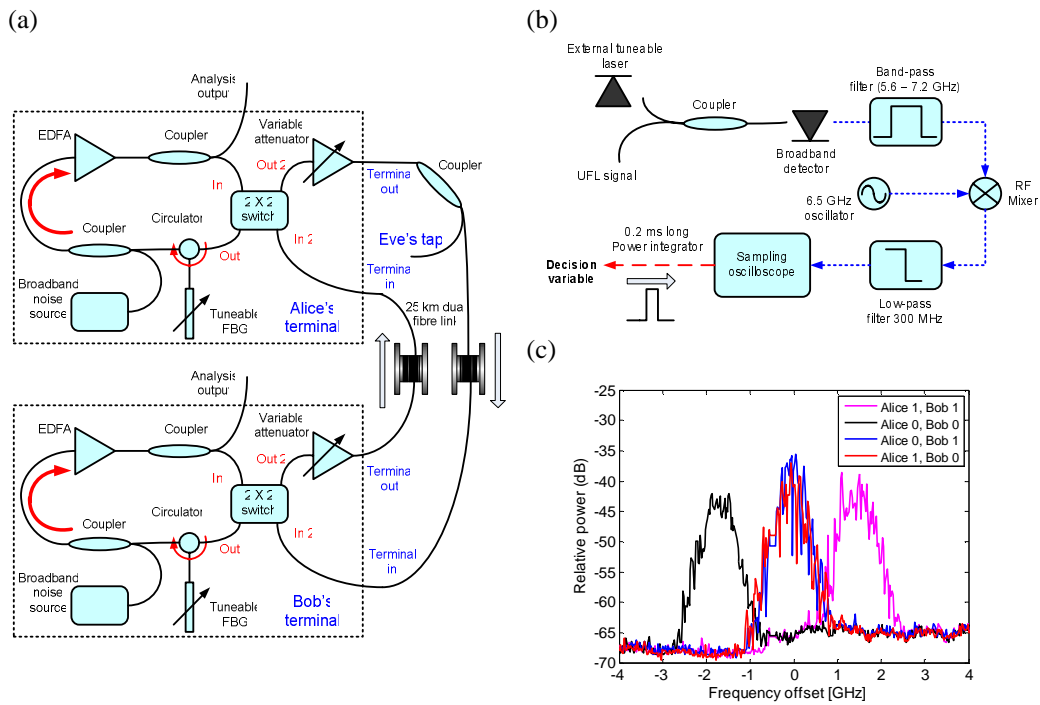 (a)
Analysis
output
EDFA
Coupler
Variable
attenuator
Out 2
In
Coupler
Termina
out
2 X 2
switch
Circulator
Coupler
Out
In 2
Eve's tap
Termina
in
Broadband
noise
source
Tuneable
FBG
Alice's
terminal
25 km dua
fibre link
Analysis
output
EDFA
Coupler
Variable
attenuator
Out 2
In
Termina
out
2 X 2
switch
Circulator
Coupler
Out
In 2
Terminal
in
Broadband
noise
source
Tuneable
FBG
Bob's
terminal
(b)
External tuneable
laser
Coupler
Band-pass
filter (5.6 – 7.2 GHz)
Broadband
detector
UFL signal
6.5 GHz
oscillator
RF
Mixer
0.2 ms long
Power integrator
Decision
variable
Sampling
oscilloscope
Low-pass
filter 300 MHz
(c)
-25
-30
-35
-40
-45
-50
-55
-60
-65
-70
Relative power (dB)
Alice 1, Bob 1
Alice 0, Bob 0
Alice 0, Bob 1
Alice 1, Bob 0
-4 -3 -2 -1 0 1 2 3 4
Frequency offset [GHz]